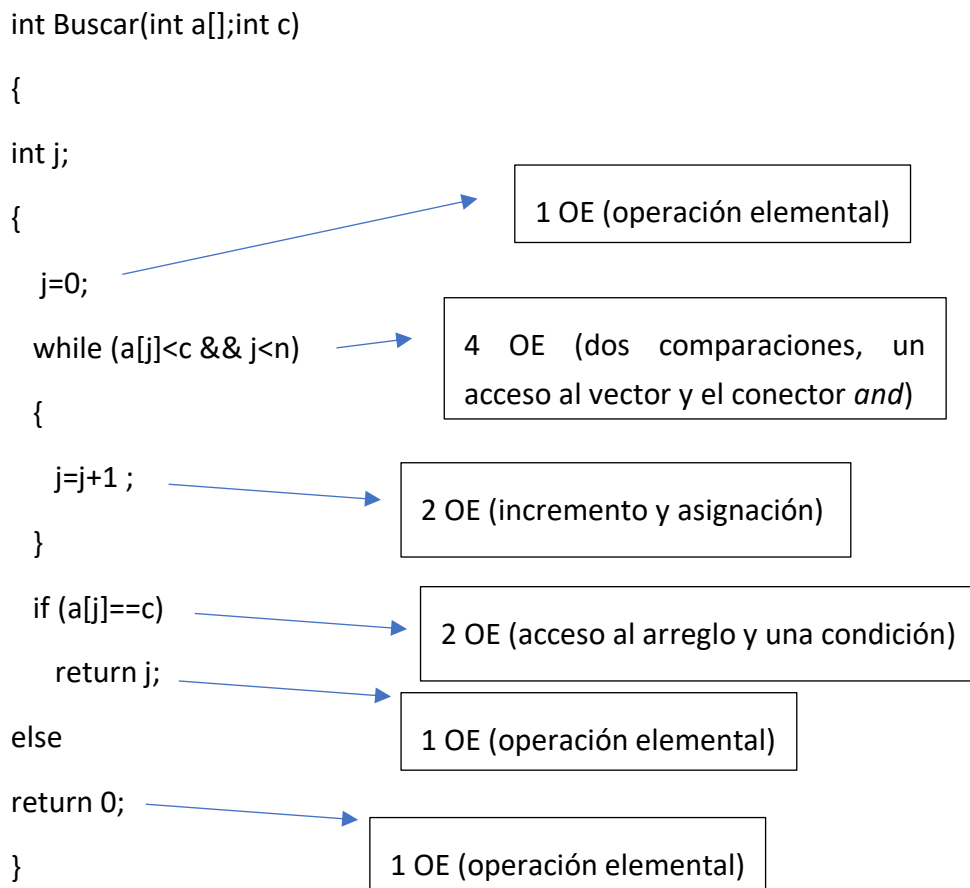 int Buscar(int a[];int c)
{
int j;
{
1 OE (operación elemental)
j=0;
while (a[j]<c && j<n)
4 OE (dos comparaciones, un
acceso al vector y el conector and)
{
j=j+1 ;
2 OE (incremento y asignación)
}
if (a[j]==c)
2 OE (acceso al arreglo y una condición)
return j;
else
1 OE (operación elemental)
return 0;
}
1 OE (operación elemental)